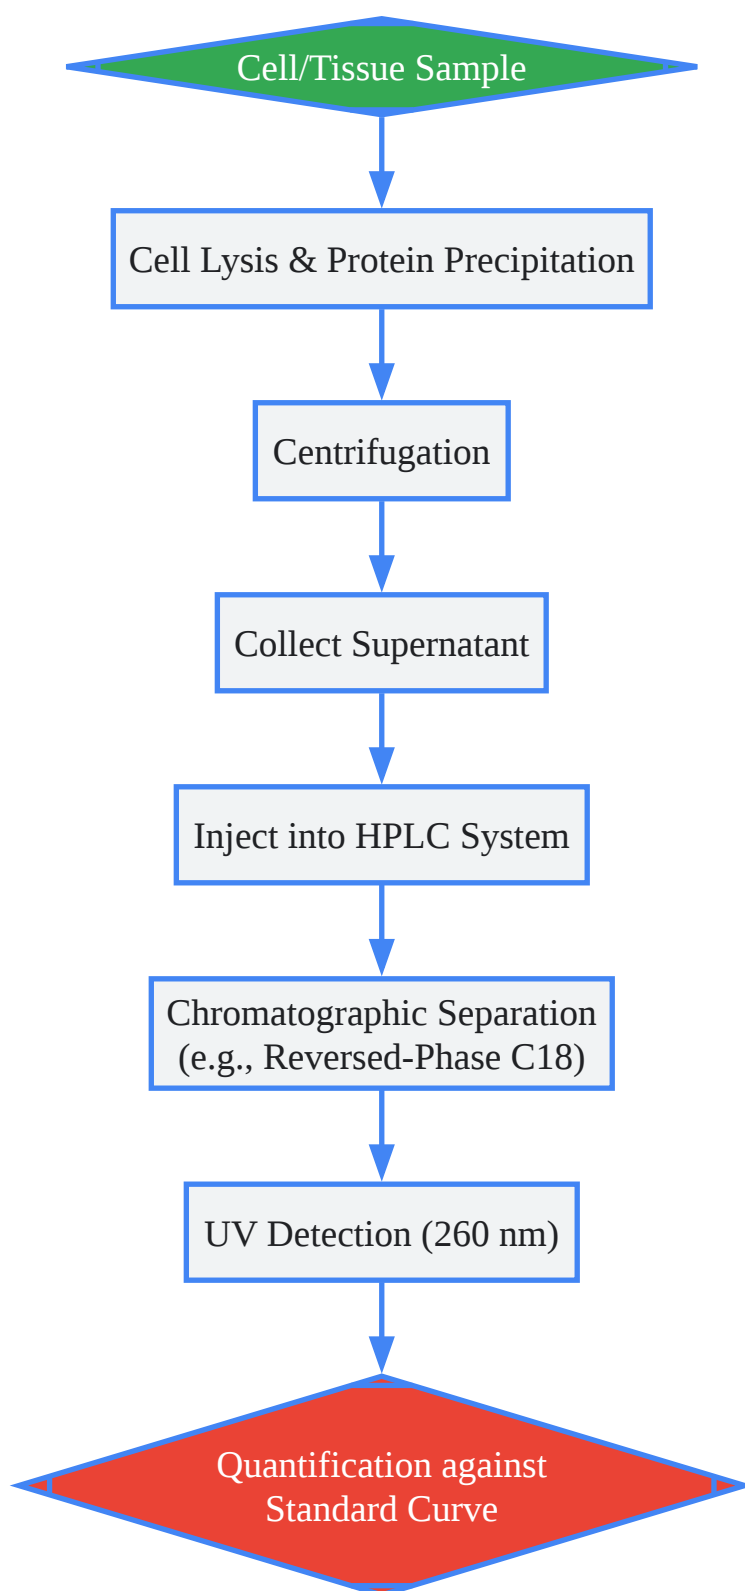 Cell/Tissue Sample
Cell Lysis & Protein Precipitation
Centrifugation
Collect Supernatant
Inject into HPLC System
Chromatographic Separation
(e.g., Reversed-Phase C18)
UV Detection (260 nm)
Quantification against
Standard Curve